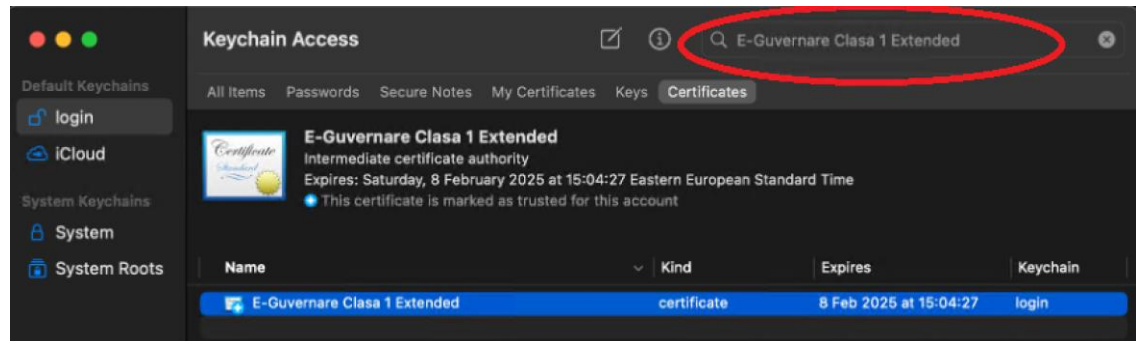 Keychain Access
E-Guvernare Clasa 1 Extended
Default Keychains
login
iCloud
System Keychains
System
System Roots
All Items Passwords Secure Notes My Certificates Keys Certificates
Certificate
Standard
E-Guvernare Clasa 1 Extended
Intermediate certificate authority
Expires: Saturday, 8 February 2025 at 15:04:27 Eastern European Standard Time
This certificate is marked as trusted for this account
Name Kind Expires Keychain
E-Guvernare Clasa 1 Extended certificate 8 Feb 2025 at 15:04:27 login